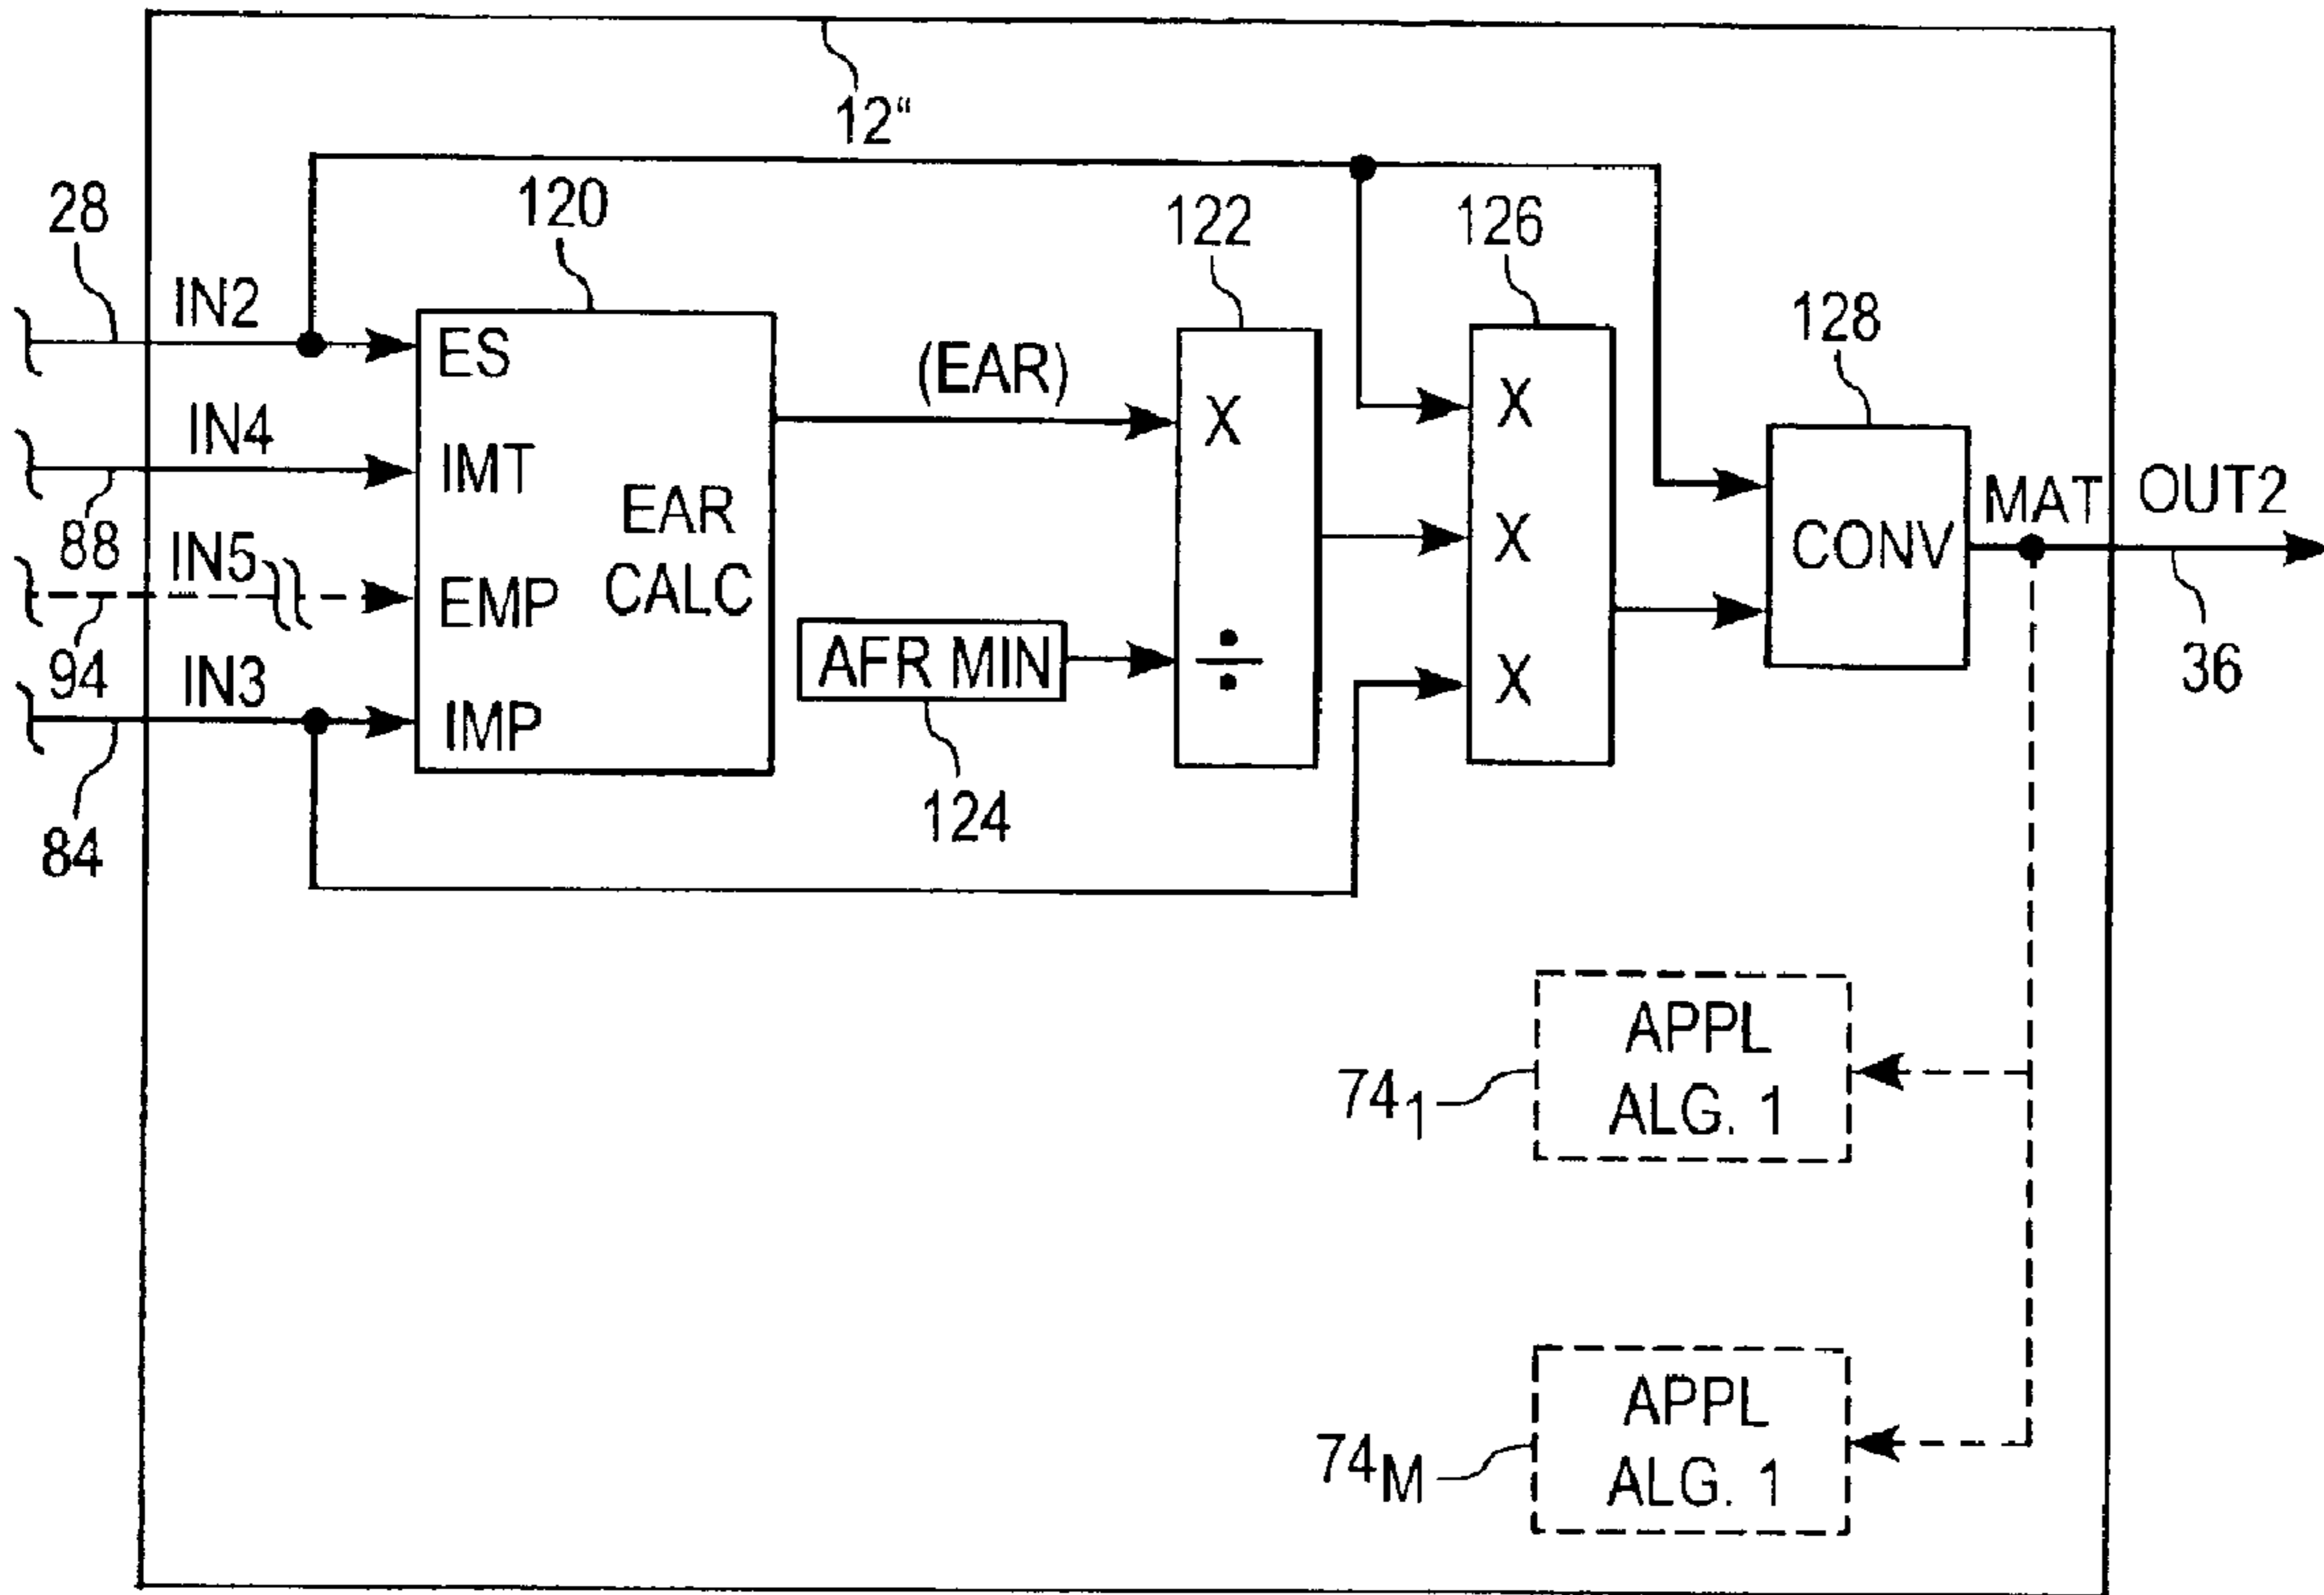 12"
28
IN2
120
122
126
128
ES
IN4
IMT
(EAR)
X
X
88
IN5
EAR
CALC
EMP
X
CONV
MAT
OUT2
94
IN3
IMP
AFR MIN
÷
X
36
84
124
APPL
ALG. 1
74₁
APPL
ALG. 1
74M